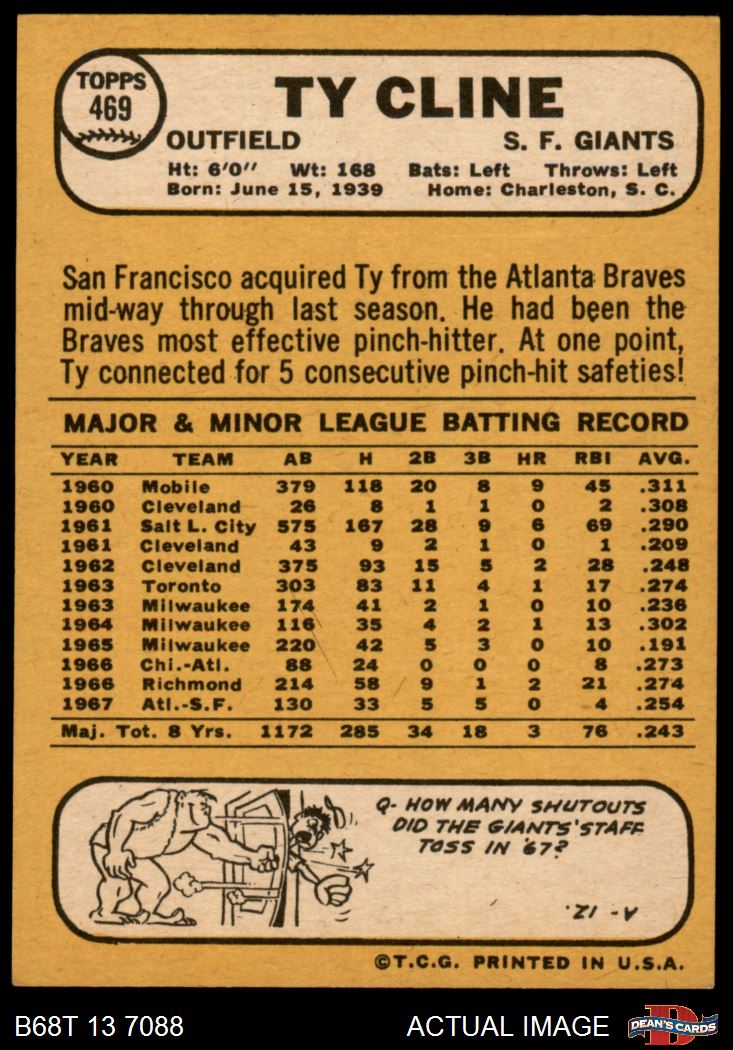 TOPPS
469
TY CLINE
OUTFIELD S. F. GIANTS
Ht: 6'0" Wt: 168 Bats: Left Throws: Left
Born: June 15, 1939 Home: Charleston, S. C.
San Francisco acquired Ty from the Atlanta Braves
mid-way through last season. He had been the
Braves most effective pinch-hitter. At one point,
Ty connected for 5 consecutive pinch-hit safeties!
MAJOR & MINOR LEAGUE BATTING RECORD
YEAR TEAM AB H 2B 3B HR RBI AVG.
1960 Mobile 379 118 20 8 9 45 .311
1960 Cleveland 26 8 1 1 0 2 .308
1961 Salt L. City 575 167 28 9 6 69 .290
1961 Cleveland 43 9 2 1 0 1 .209
1962 Cleveland 375 93 15 5 2 28 .248
1963 Toronto 303 83 11 4 1 17 .274
1963 Milwaukee 174 41 2 1 0 10 .236
1964 Milwaukee 116 35 4 2 1 13 .302
1965 Milwaukee 220 42 5 3 0 10 .191
1966 Chi.-Atl. 88 24 0 0 0 8 .273
1966 Richmond 214 58 9 1 2 21 .274
1967 Atl.-S.F. 130 33 5 5 0 4 .254
Maj. Tot. 8 Yrs. 1172 285 34 18 3 76 .243
Q- HOW MANY SHUTOUTS
DID THE GIANTS' STAFF
TOSS IN '67?
A- 12.
©T.C.G. PRINTED IN U.S.A.
B68T 13 7088 ACTUAL IMAGE D DEAN'S CARDS